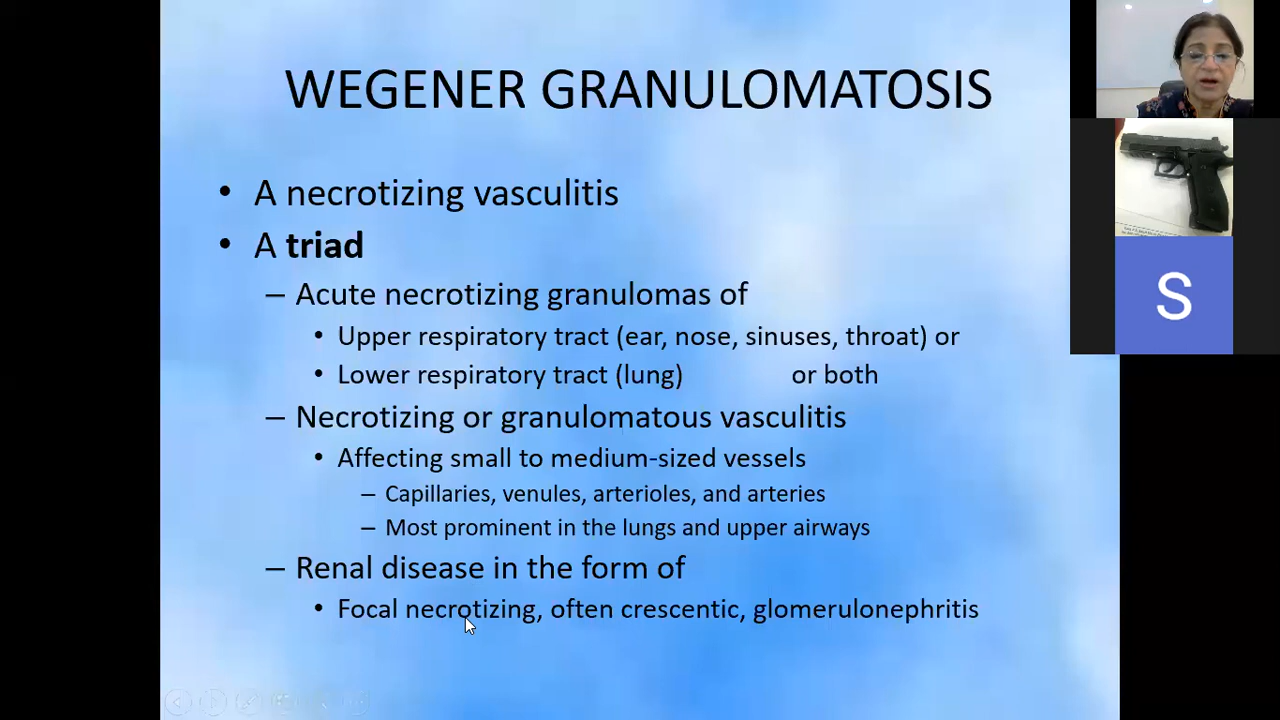 WEGENER GRANULOMATOSIS
• A necrotizing vasculitis
• A triad
– Acute necrotizing granulomas of
• Upper respiratory tract (ear, nose, sinuses, throat) or
• Lower respiratory tract (lung) or both
– Necrotizing or granulomatous vasculitis
• Affecting small to medium-sized vessels
– Capillaries, venules, arterioles, and arteries
– Most prominent in the lungs and upper airways
– Renal disease in the form of
• Focal necrotizing, often crescentic, glomerulonephritis
S